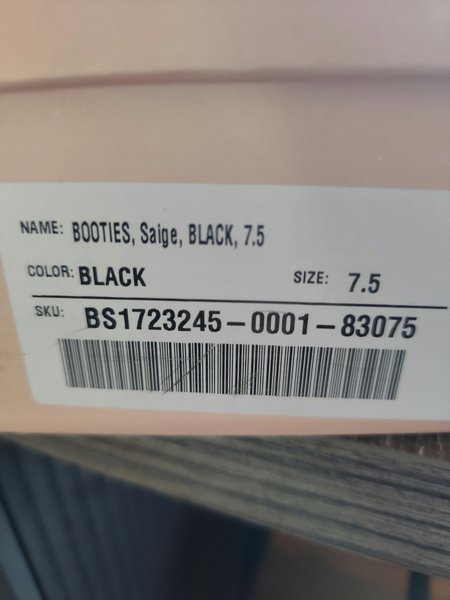 NAME: BOOTIES, Saige, BLACK, 7.5
COLOR: BLACK SIZE: 7.5
SKU: BS1723245-0001-83075